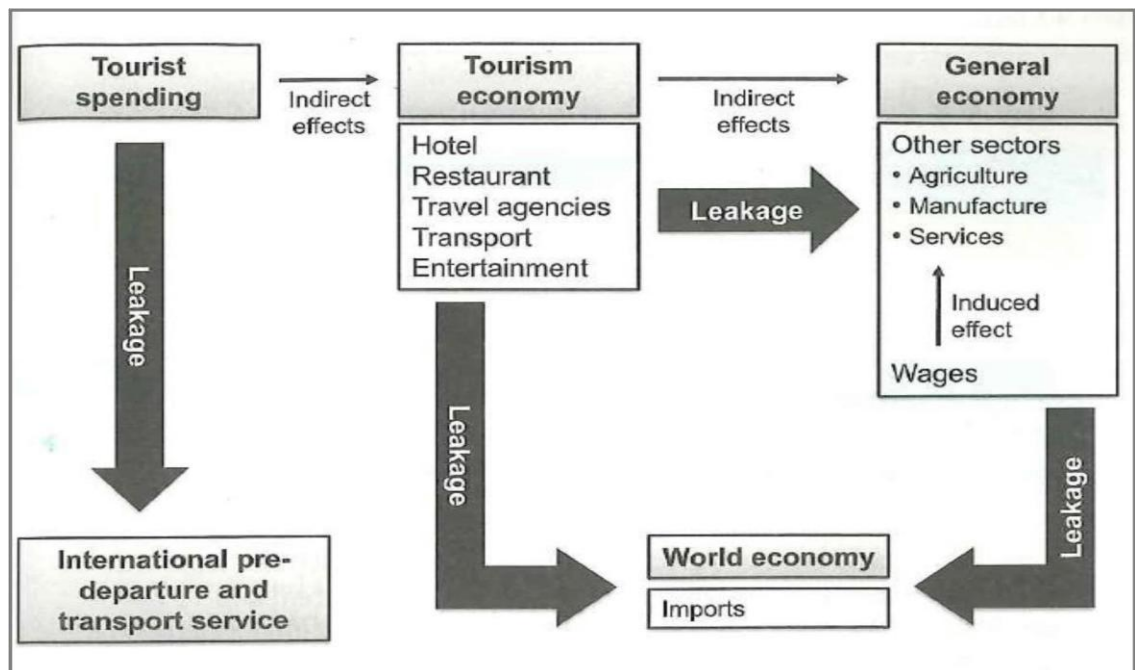 Tourist
spending
Indirect
effects
Tourism
economy
Hotel
Restaurant
Travel agencies
Transport
Entertainment
Indirect
effects
Leakage
General
economy
Other sectors
• Agriculture
• Manufacture
• Services
Induced
effect
Wages
Leakage
Leakage
Leakage
International pre-
departure and
transport service
World economy
Imports